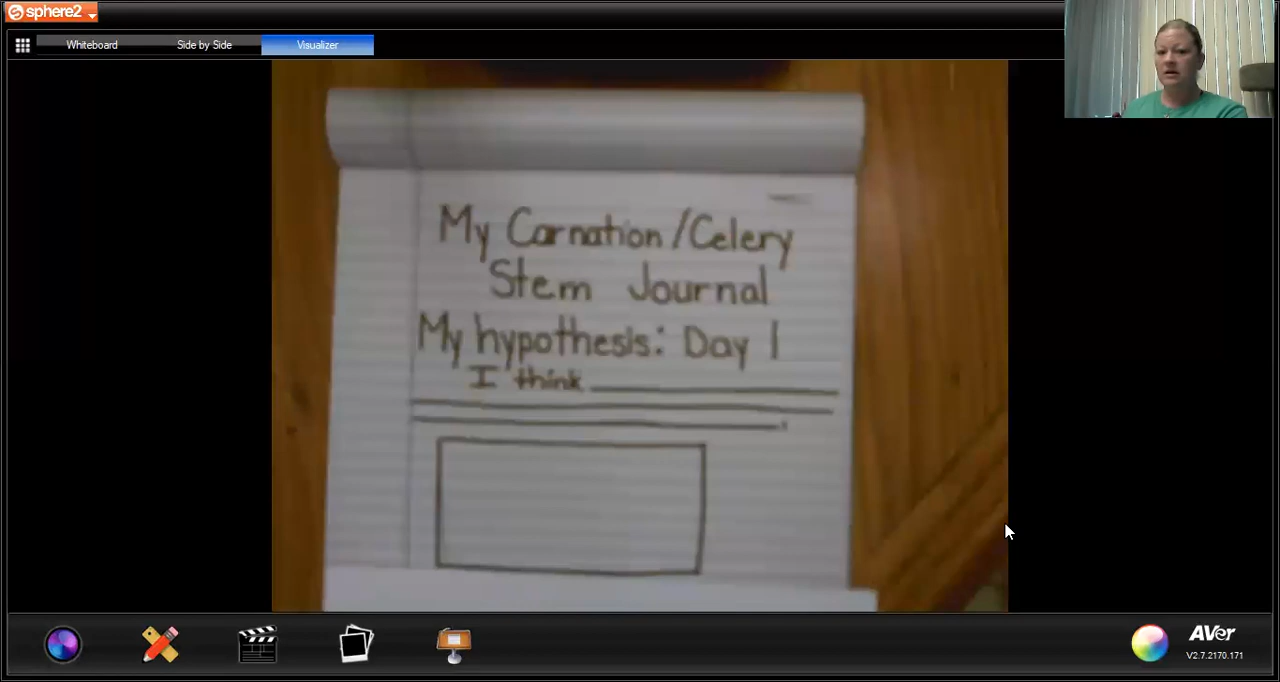 sphere2
Whiteboard
Side by Side
Visualizer
My Carnation/Celery
Stem Journal
My hypothesis: Day 1
I think
AVer
V2.7.2170.171